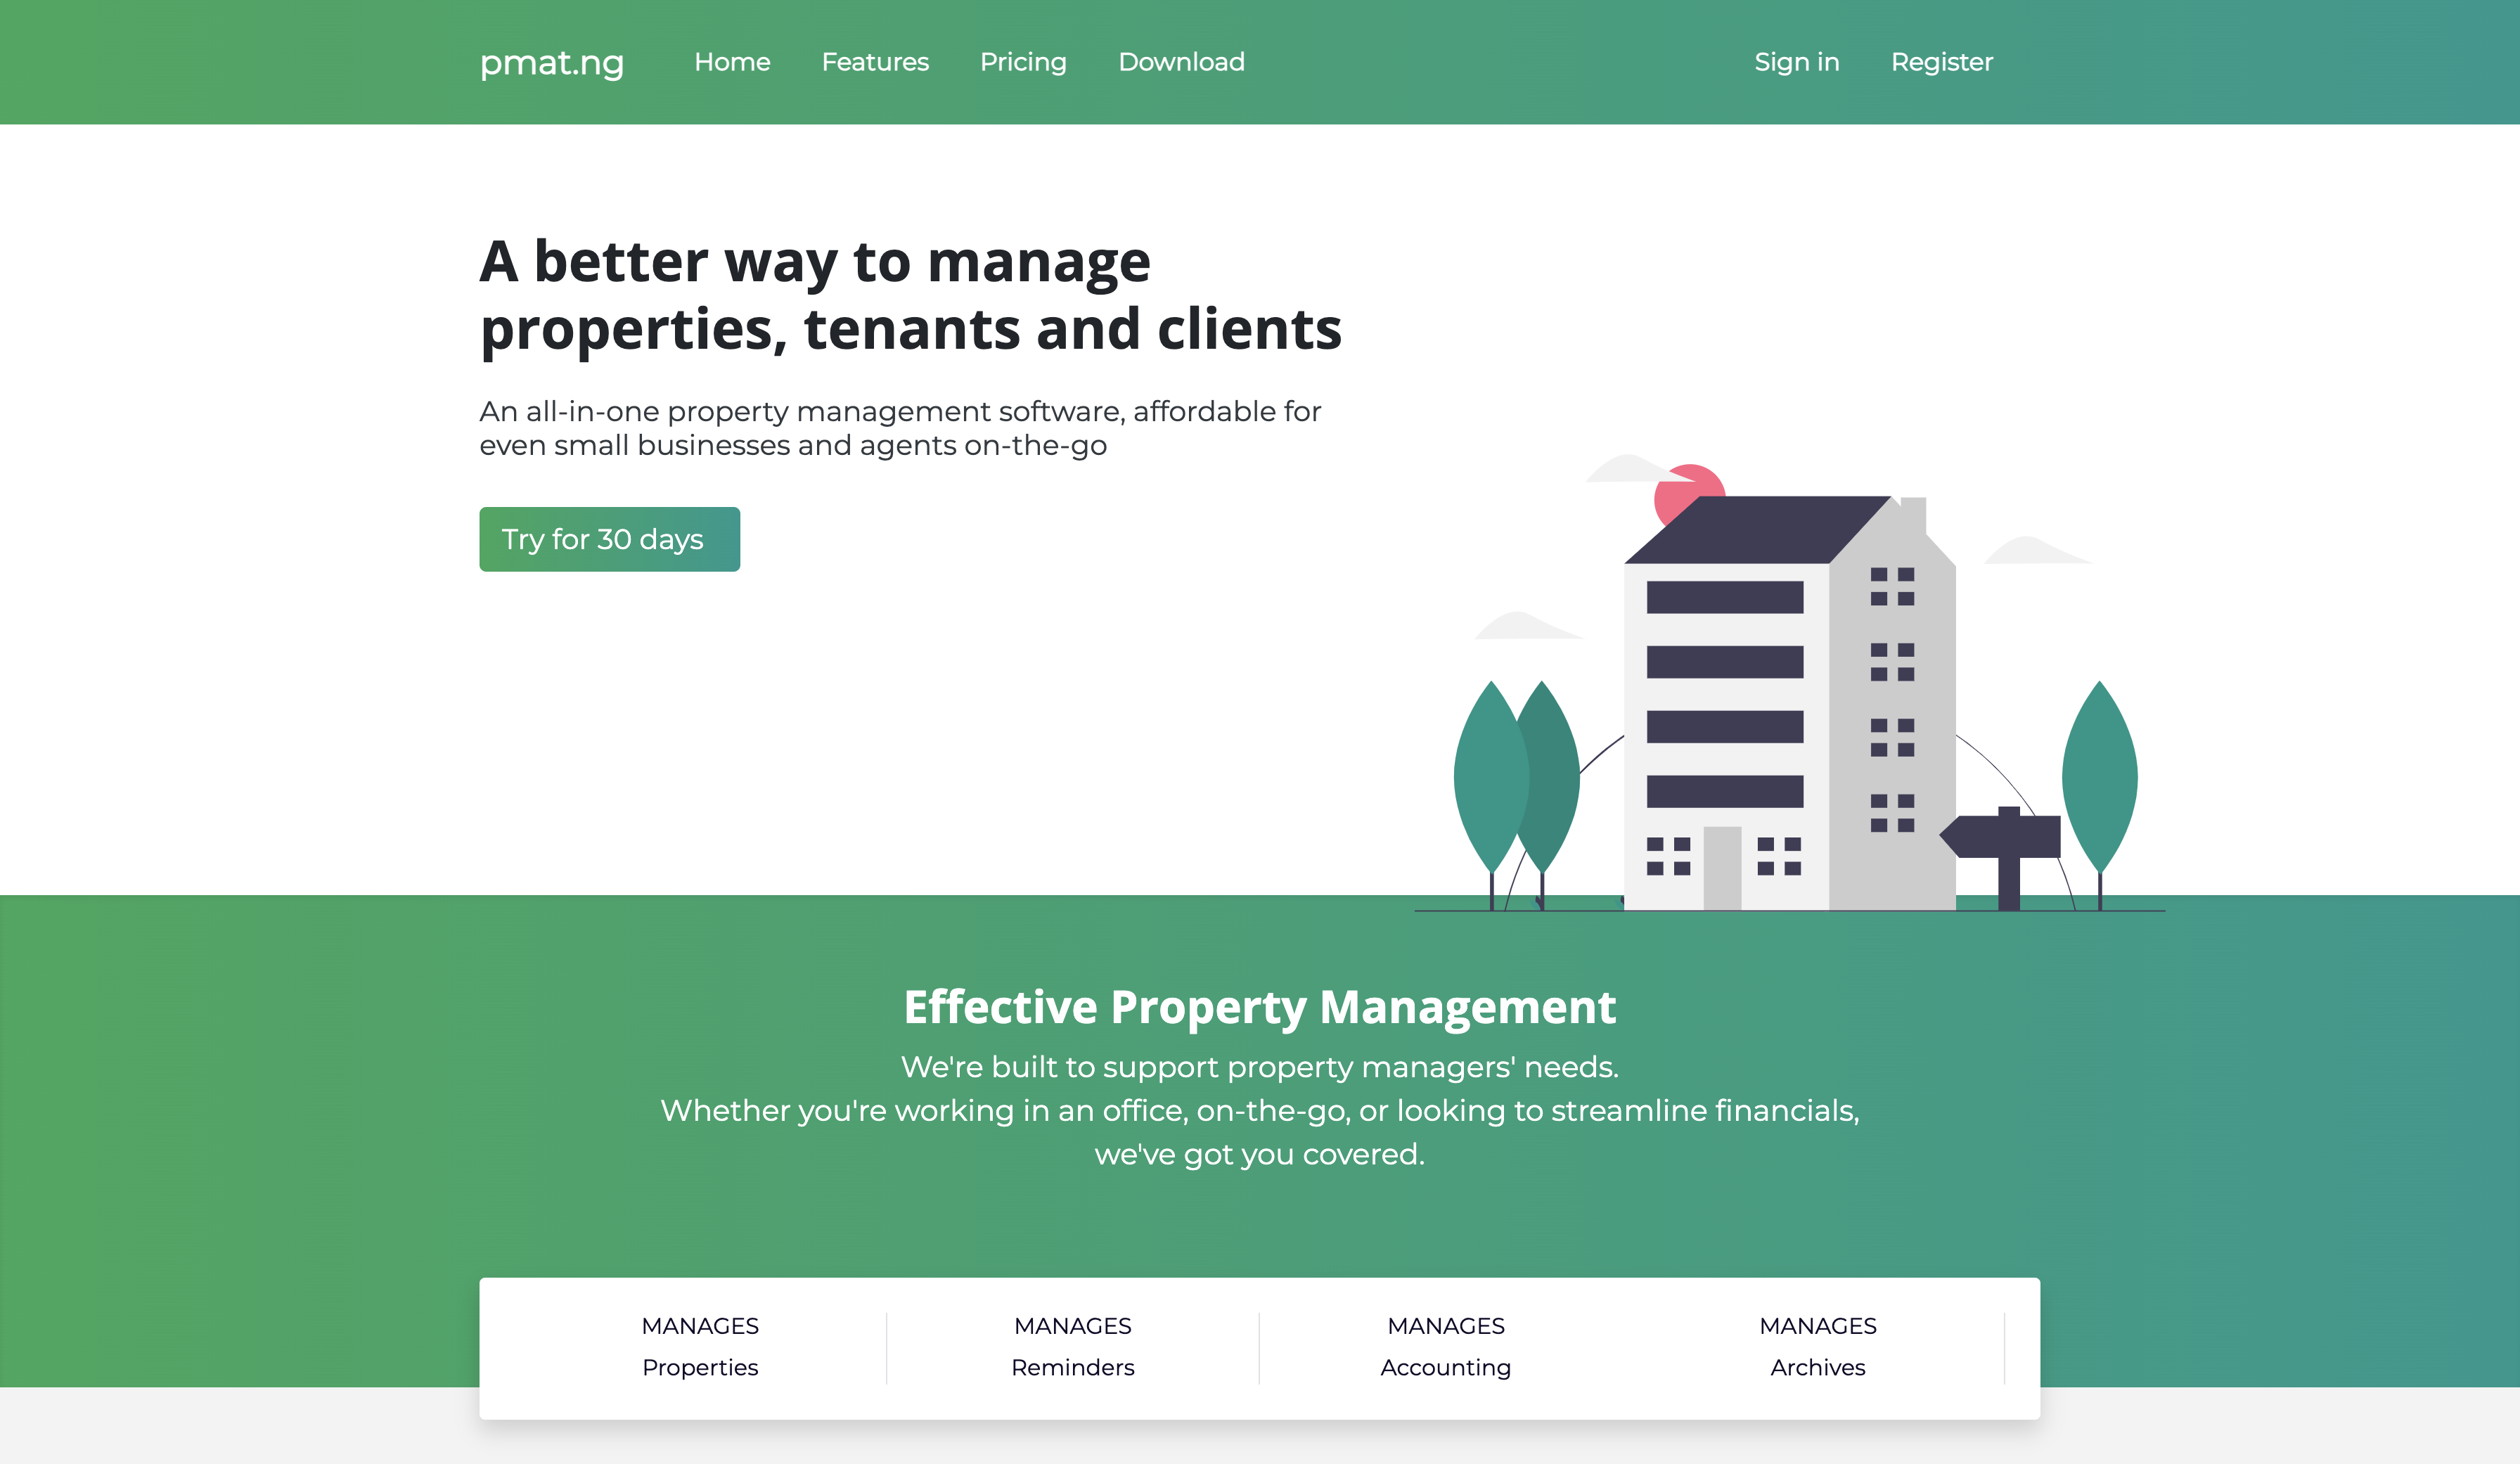 pmat.ng Home Features Pricing Download Sign in Register
A better way to manage
properties, tenants and clients
An all-in-one property management software, affordable for
even small businesses and agents on-the-go
Try for 30 days
Effective Property Management
We're built to support property managers' needs.
Whether you're working in an office, on-the-go, or looking to streamline financials,
we've got you covered.
MANAGES MANAGES MANAGES MANAGES
Properties Reminders Accounting Archives